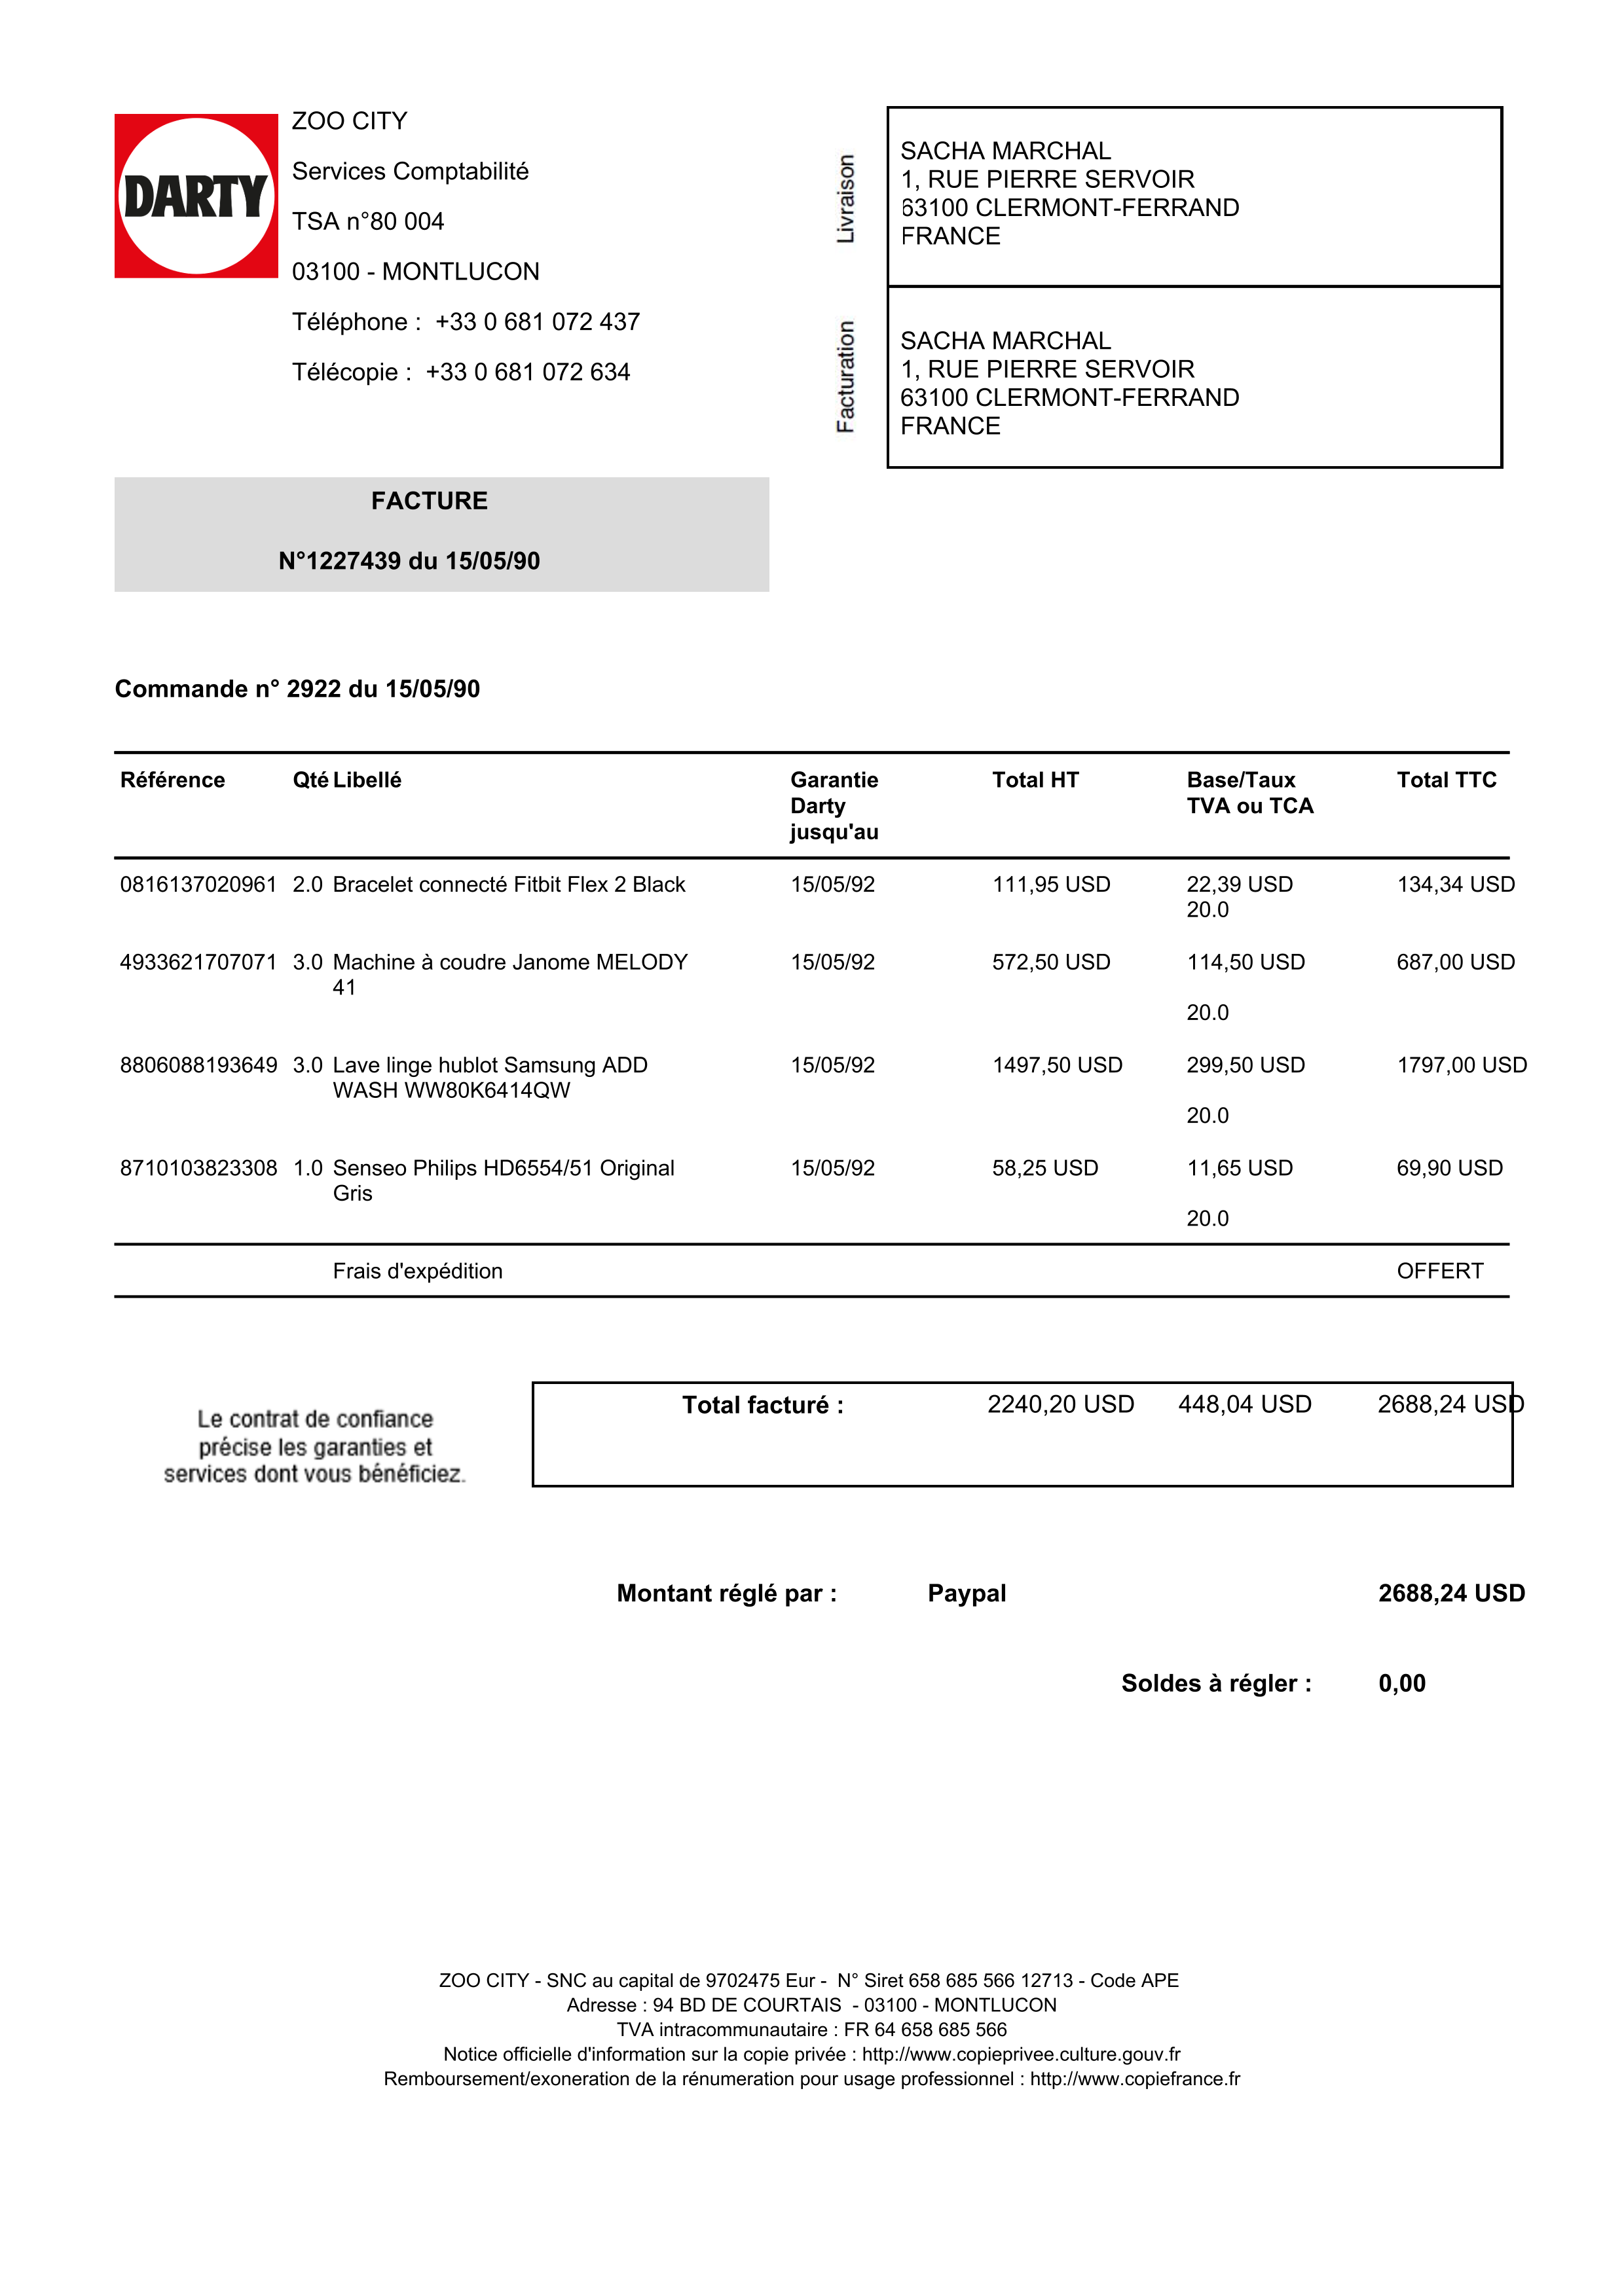 DARTY
ZOO CITY
Services Comptabilité
TSA n°80 004
03100 - MONTLUCON
Téléphone : +33 0 681 072 437
Télécopie : +33 0 681 072 634
Livraison
SACHA MARCHAL
1, RUE PIERRE SERVOIR
63100 CLERMONT-FERRAND
FRANCE
Facturation
SACHA MARCHAL
1, RUE PIERRE SERVOIR
63100 CLERMONT-FERRAND
FRANCE
FACTURE
N°1227439 du 15/05/90
Commande n° 2922 du 15/05/90
Référence Qté Libellé Garantie Total HT Base/Taux Total TTC
Darty TVA ou TCA
jusqu'au
0816137020961 2.0 Bracelet connecté Fitbit Flex 2 Black 15/05/92 111,95 USD 22,39 USD 134,34 USD
20.0
4933621707071 3.0 Machine à coudre Janome MELODY 15/05/92 572,50 USD 114,50 USD 687,00 USD
41
20.0
8806088193649 3.0 Lave linge hublot Samsung ADD 15/05/92 1497,50 USD 299,50 USD 1797,00 USD
WASH WW80K6414QW
20.0
8710103823308 1.0 Senseo Philips HD6554/51 Original 15/05/92 58,25 USD 11,65 USD 69,90 USD
Gris
20.0
Frais d'expédition OFFERT
Le contrat de confiance
précise les garanties et
services dont vous bénéficiez.
Total facturé : 2240,20 USD 448,04 USD 2688,24 USD
Montant réglé par : Paypal 2688,24 USD
Soldes à régler : 0,00
ZOO CITY - SNC au capital de 9702475 Eur - N° Siret 658 685 566 12713 - Code APE
Adresse : 94 BD DE COURTAIS - 03100 - MONTLUCON
TVA intracommunautaire : FR 64 658 685 566
Notice officielle d'information sur la copie privée : http://www.copieprivee.culture.gouv.fr
Remboursement/exoneration de la rénumeration pour usage professionnel : http://www.copiefrance.fr